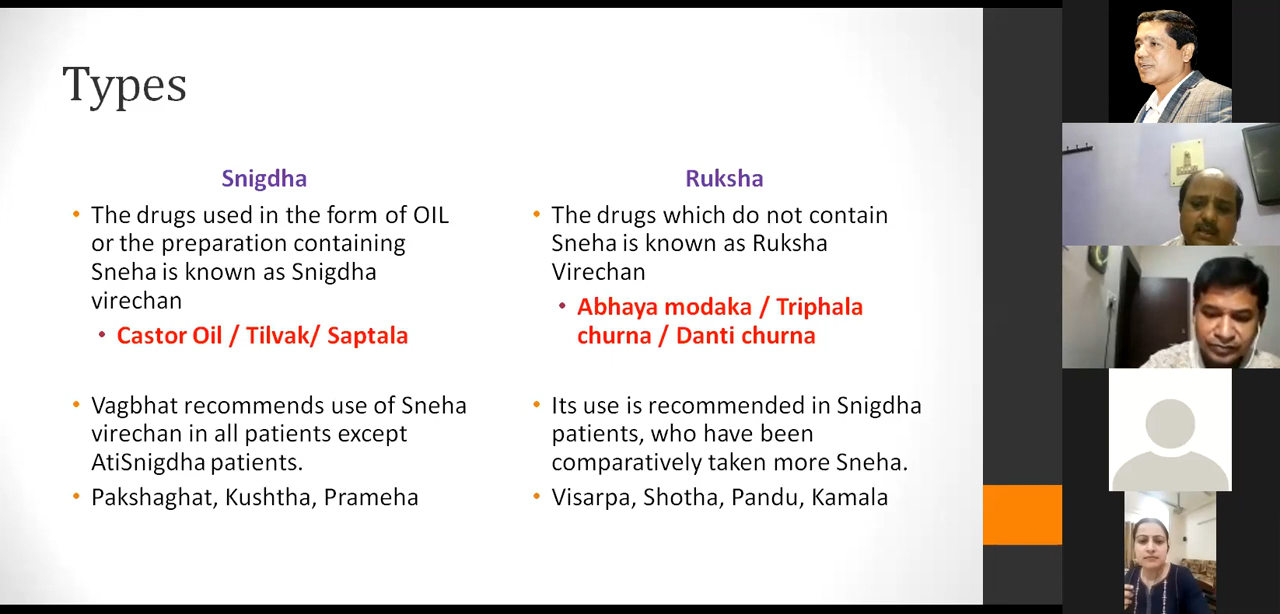 Types
Snigdha
• The drugs used in the form of OIL
or the preparation containing
Sneha is known as Snigdha
virechan
• Castor Oil / Tilvak/ Saptala
• Vagbhat recommends use of Sneha
virechan in all patients except
AtiSnigdha patients.
• Pakshaghat, Kushtha, Prameha
Ruksha
• The drugs which do not contain
Sneha is known as Ruksha
Virechan
• Abhaya modaka / Triphala
churna / Danti churna
• Its use is recommended in Snigdha
patients, who have been
comparatively taken more Sneha.
• Visarpa, Shotha, Pandu, Kamala